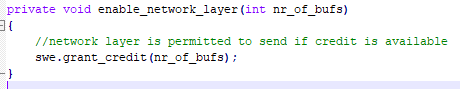 private void enable_network_layer(int nr_of_bufs)
{
//network layer is permitted to send if credit is available
swe.grant_credit(nr_of_bufs);
}